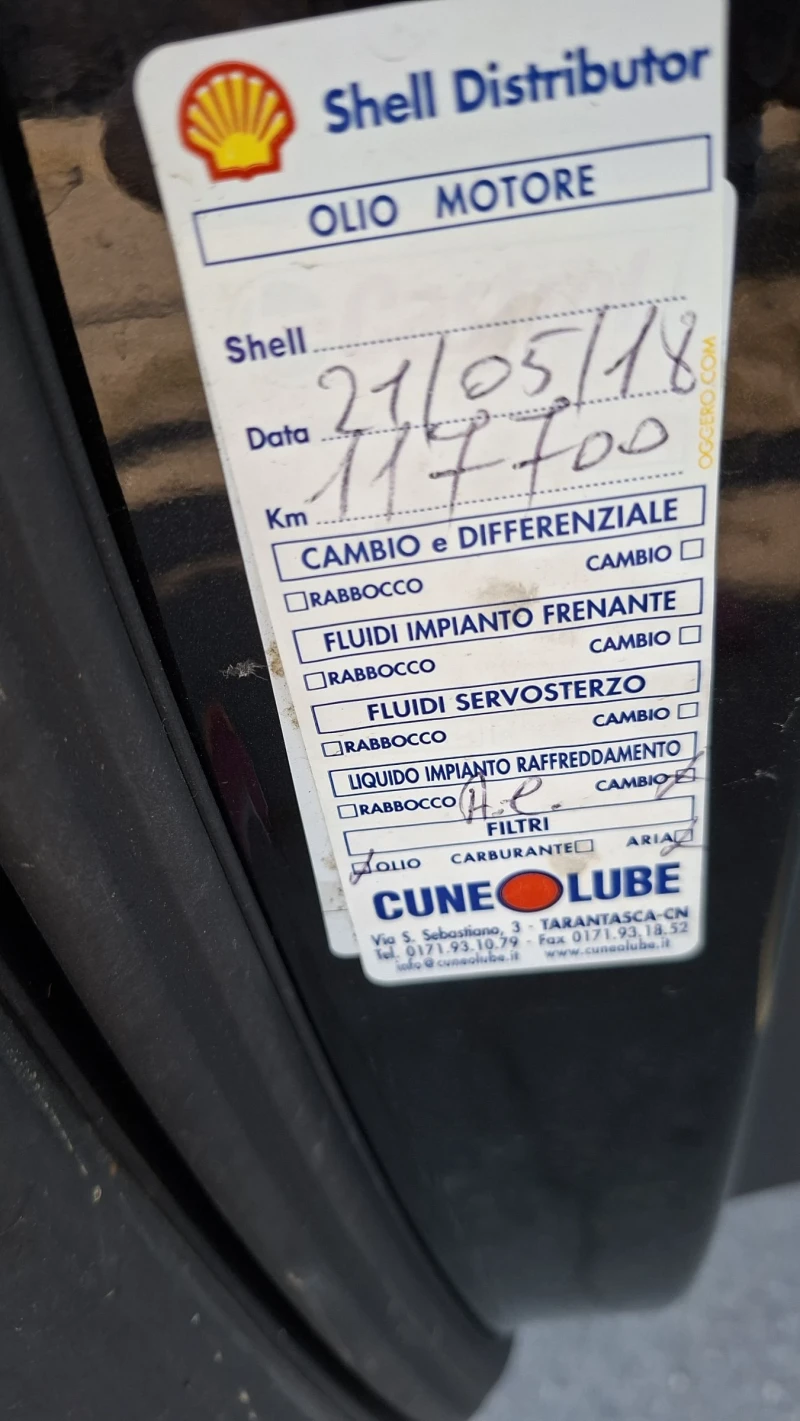 Shell Distributor
OLIO MOTORE
Shell
Data 21/05/18
Km 117700
CAMBIO e DIFFERENZIALE
RABBOCCO CAMBIO
FLUIDI IMPIANTO FRENANTE
RABBOCCO CAMBIO
FLUIDI SERVOSTERZO
RABBOCCO CAMBIO
LIQUIDO IMPIANTO RAFFREDDAMENTO
RABBOCCO CAMBIO
FILTRI
OLIO CARBURANTE ARIA
CUNEOLUBE
Via S. Sebastiano, 3 - TARANTASCA-CN
Tel. 0171.93.10.79 - Fax 0171.93.18.52
info@cuneolube.it www.cuneolube.it
OGGERO.COM